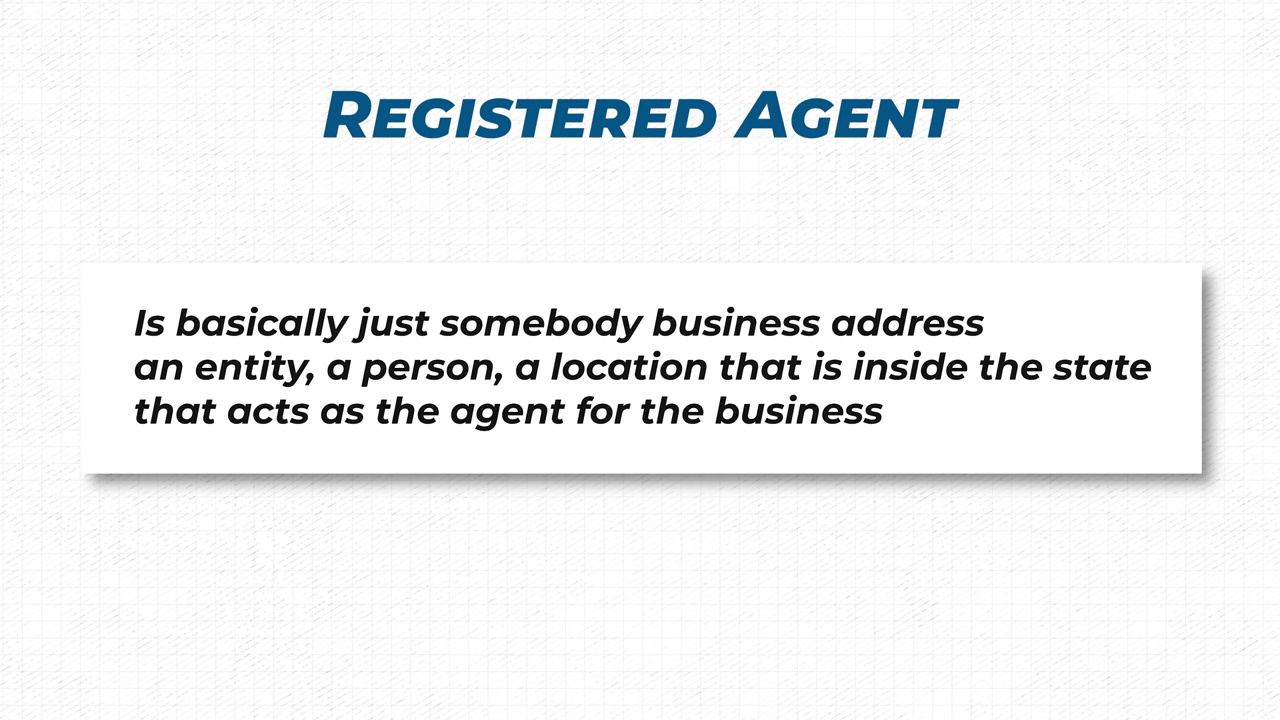 Registered Agent
Is basically just somebody business address
an entity, a person, a location that is inside the state
that acts as the agent for the business